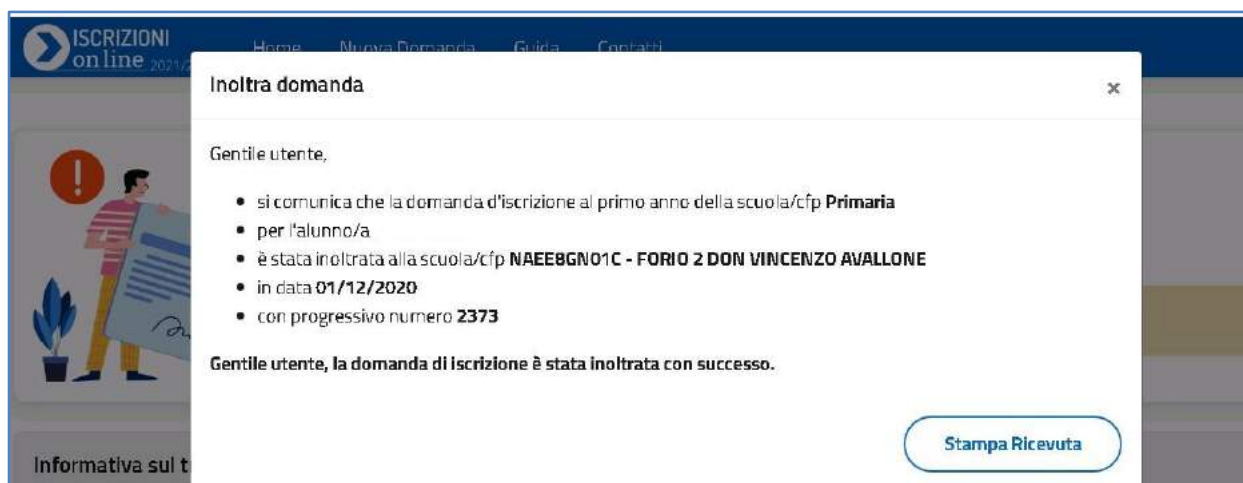 ISCRIZIONI
on line 2021/2
Home Nuova Domanda Guida Contatti
Inoltra domanda ×
Gentile utente,
• si comunica che la domanda d'iscrizione al primo anno della scuola/cfp Primaria
• per l'alunno/a
• è stata inoltrata alla scuola/cfp NAEE8GN01C - FORIO 2 DON VINCENZO AVALLONE
• in data 01/12/2020
• con progressivo numero 2373
Gentile utente, la domanda di iscrizione è stata inoltrata con successo.
Stampa Ricevuta
Informativa sul t